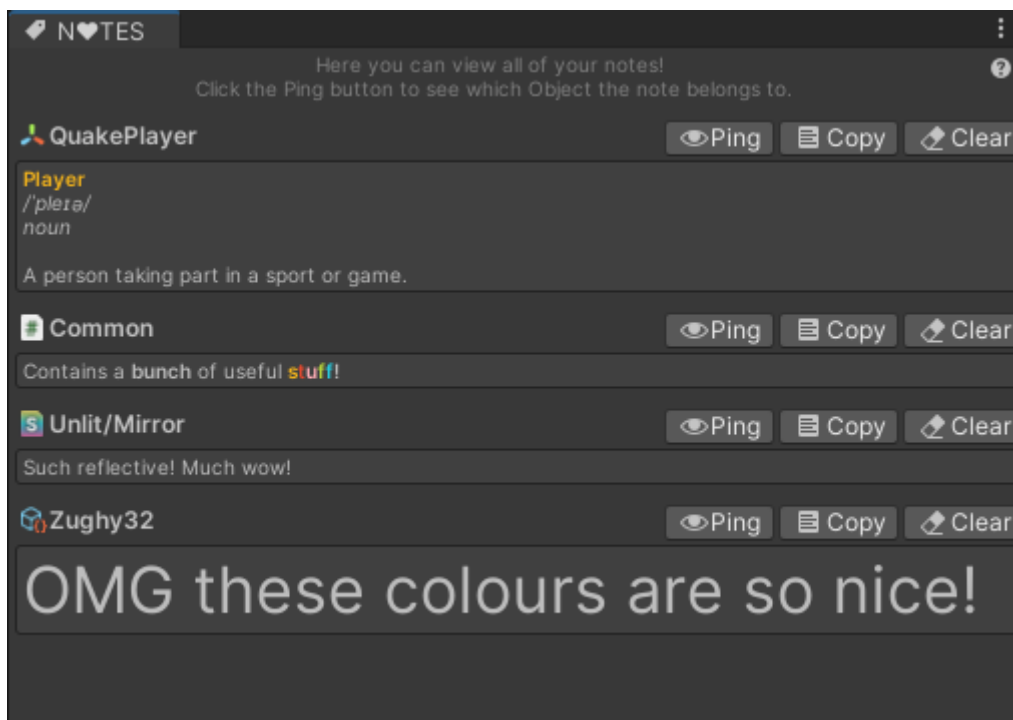 N♥TES
Here you can view all of your notes!
Click the Ping button to see which Object the note belongs to.
QuakePlayer Ping Copy Clear
Player
/ˈpleɪə/
noun
A person taking part in a sport or game.
Common Ping Copy Clear
Contains a bunch of useful stuff!
Unlit/Mirror Ping Copy Clear
Such reflective! Much wow!
Zughy32 Ping Copy Clear
OMG these colours are so nice!